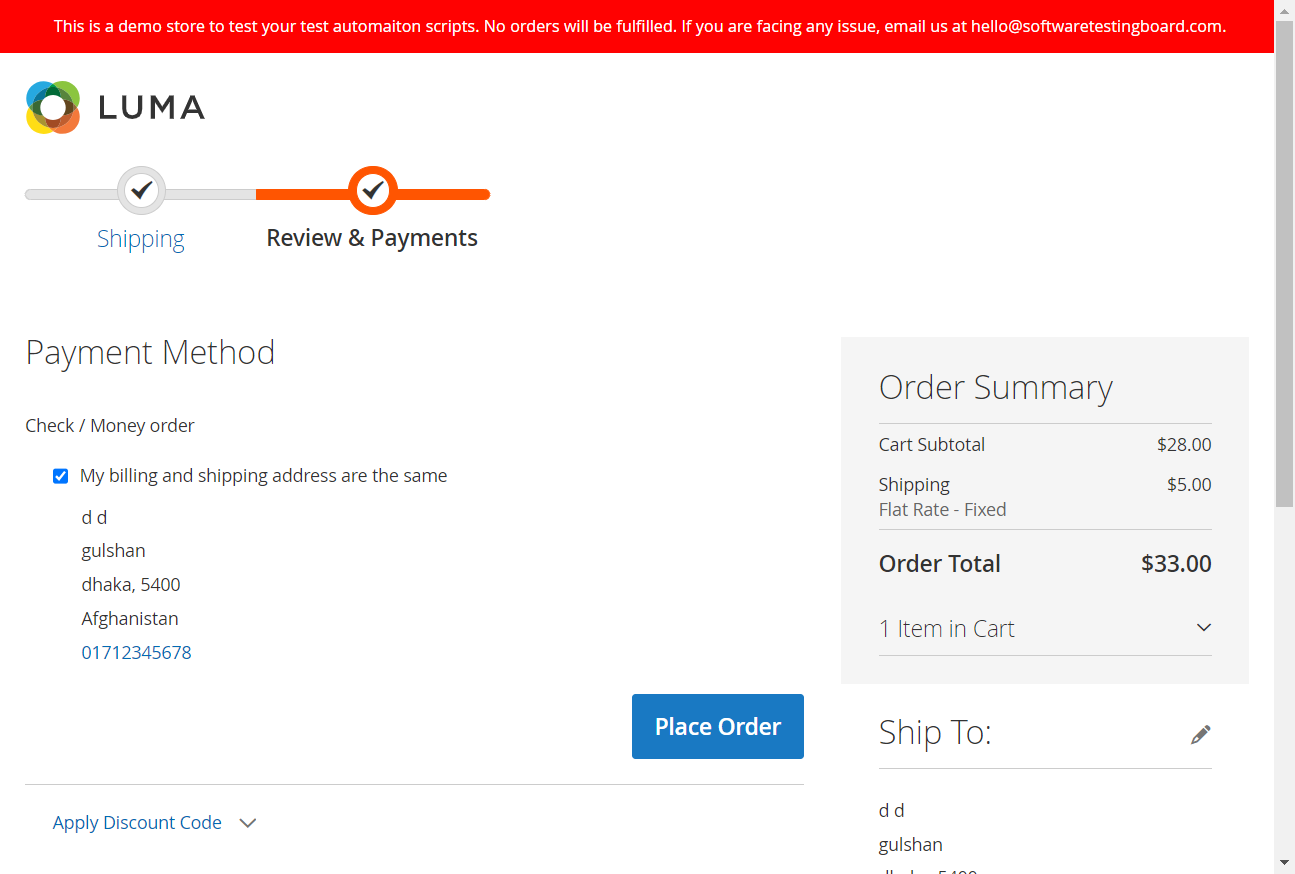 This is a demo store to test your test automaiton scripts. No orders will be fulfilled. If you are facing any issue, email us at hello@softwaretestingboard.com.
LUMA
Shipping
Review & Payments
Payment Method
Check / Money order
My billing and shipping address are the same
d d
gulshan
dhaka, 5400
Afghanistan
01712345678
Place Order
Apply Discount Code
Order Summary
Cart Subtotal $28.00
Shipping $5.00
Flat Rate - Fixed
Order Total $33.00
1 Item in Cart
Ship To:
d d
gulshan